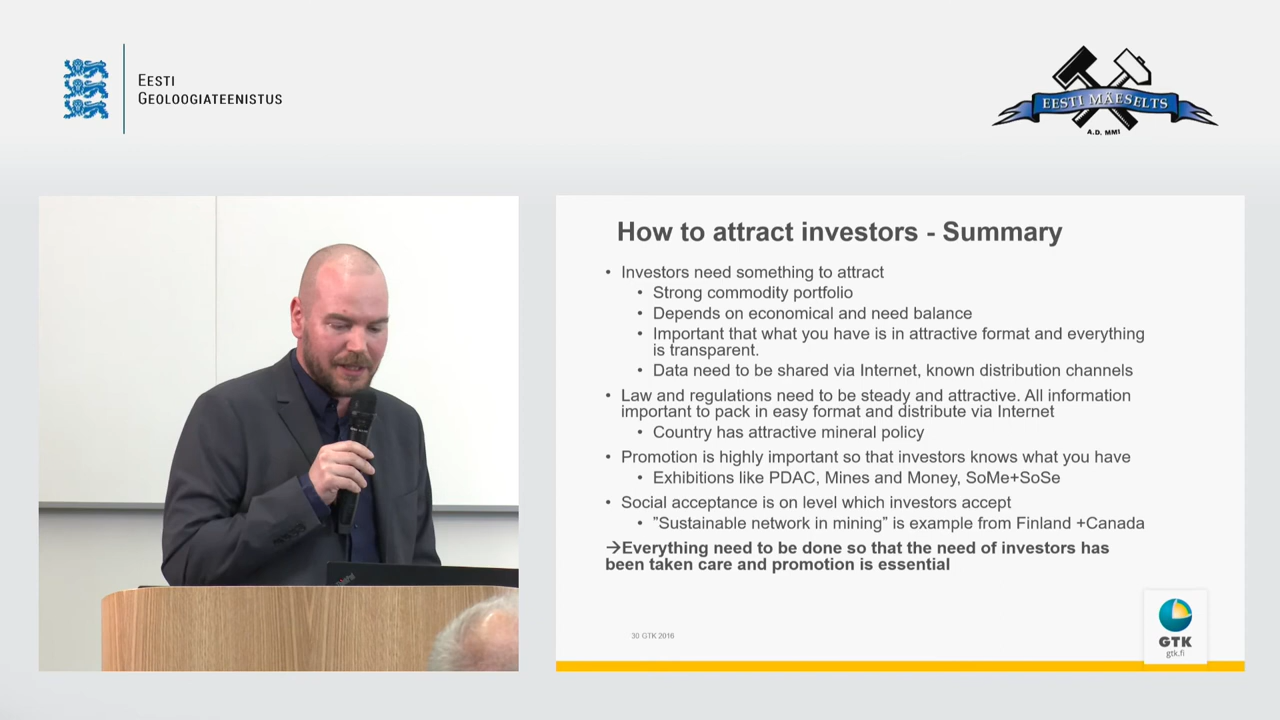 EESTI
GEOLOOGIATEENISTUS
EESTI MÄESELTS
A.D. MMI
How to attract investors - Summary
• Investors need something to attract
• Strong commodity portfolio
• Depends on economical and need balance
• Important that what you have is in attractive format and everything
is transparent.
• Data need to be shared via Internet, known distribution channels
• Law and regulations need to be steady and attractive. All information
important to pack in easy format and distribute via Internet
• Country has attractive mineral policy
• Promotion is highly important so that investors knows what you have
• Exhibitions like PDAC, Mines and Money, SoMe+SoSe
• Social acceptance is on level which investors accept
• ”Sustainable network in mining” is example from Finland +Canada
→Everything need to be done so that the need of investors has
been taken care and promotion is essential
30 GTK 2016
GTK
gtk.fi